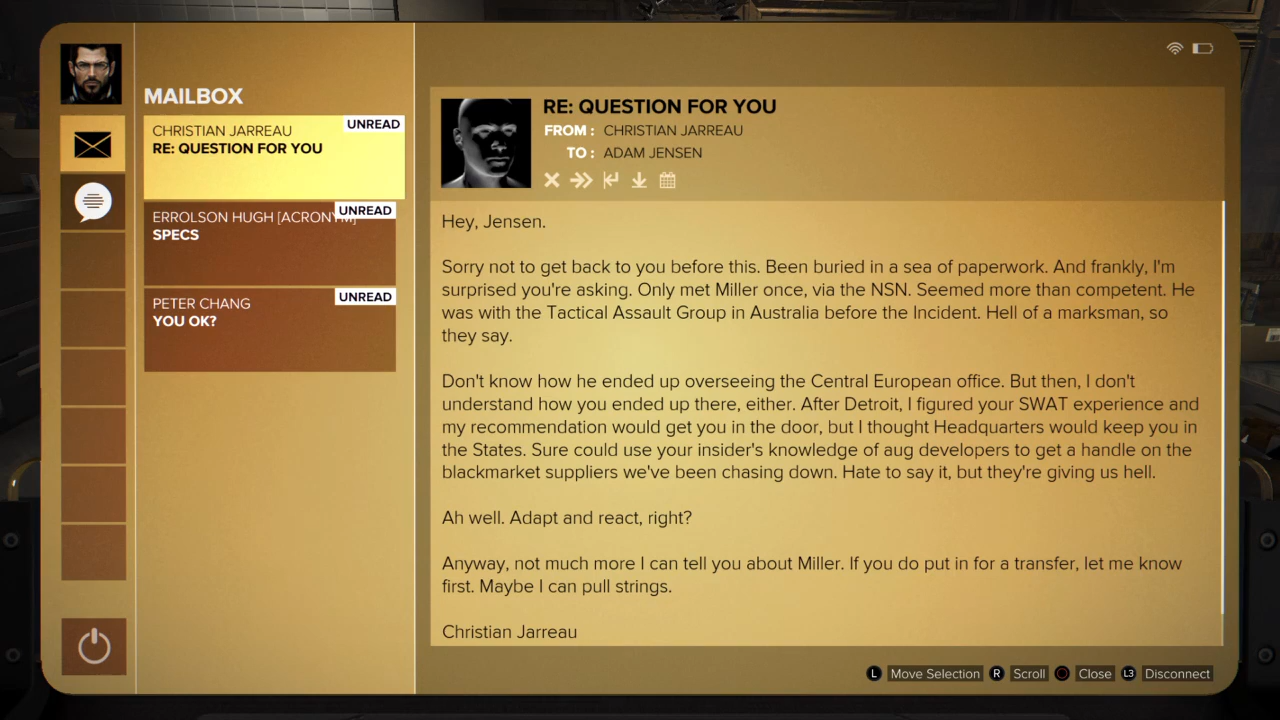 MAILBOX
CHRISTIAN JARREAU
UNREAD
RE: QUESTION FOR YOU
ERROLSON HUGH [ACRONYM]
UNREAD
SPECS
PETER CHANG
UNREAD
YOU OK?
RE: QUESTION FOR YOU
FROM : CHRISTIAN JARREAU
TO : ADAM JENSEN
Hey, Jensen.
Sorry not to get back to you before this. Been buried in a sea of paperwork. And frankly, I'm
surprised you're asking. Only met Miller once, via the NSN. Seemed more than competent. He
was with the Tactical Assault Group in Australia before the Incident. Hell of a marksman, so
they say.
Don't know how he ended up overseeing the Central European office. But then, I don't
understand how you ended up there, either. After Detroit, I figured your SWAT experience and
my recommendation would get you in the door, but I thought Headquarters would keep you in
the States. Sure could use your insider's knowledge of aug developers to get a handle on the
blackmarket suppliers we've been chasing down. Hate to say it, but they're giving us hell.
Ah well. Adapt and react, right?
Anyway, not much more I can tell you about Miller. If you do put in for a transfer, let me know
first. Maybe I can pull strings.
Christian Jarreau
L Move Selection R Scroll Close L3 Disconnect